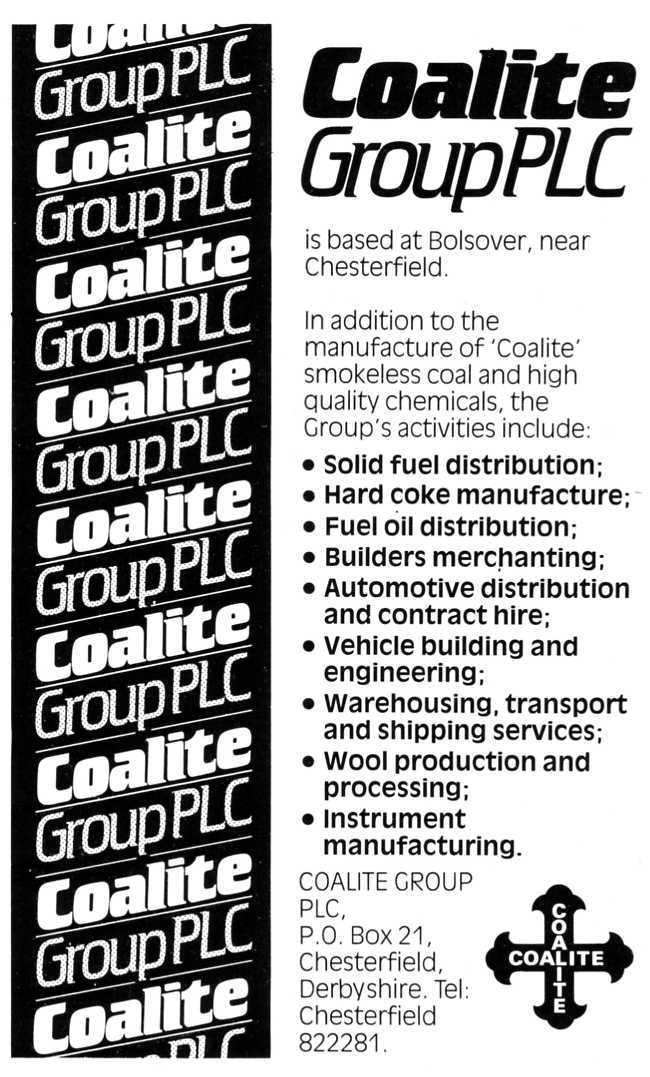 Coalite
Group PLC
Coalite
Group PLC
Coalite
Group PLC
Coalite
Group PLC
Coalite
Group PLC
Coalite
Group PLC
Coalite
Group PLC
Coalite
Group PLC
Coalite
Group PLC
Coalite
Group PLC
is based at Bolsover, near
Chesterfield.
In addition to the
manufacture of ‘Coalite’
smokeless coal and high
quality chemicals, the
Group's activities include:
• Solid fuel distribution;
• Hard coke manufacture;
• Fuel oil distribution;
• Builders merchanting;
• Automotive distribution
and contract hire;
• Vehicle building and
engineering;
• Warehousing, transport
and shipping services;
• Wool production and
processing;
• Instrument
manufacturing.
COALITE GROUP
PLC,
P.O. Box 21,
Chesterfield,
Derbyshire. Tel:
Chesterfield
822281.
COALITE
COALITE